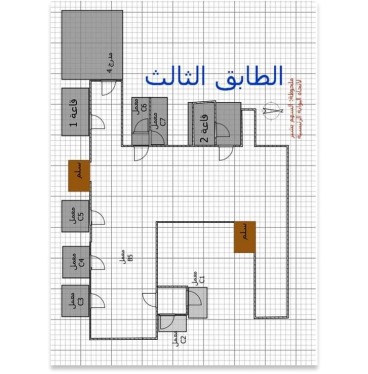 الطابق الثالث
ملحوظة: السهم يشير
لاتجاه البوابة الرئيسية
مدرج 4
قاعة 1
معمل
C6
معمل
C7
قاعة 2
سلم
معمل
C5
سلم
معمل
C4
معمل
B5
معمل
C3
معمل
C1
معمل
C2